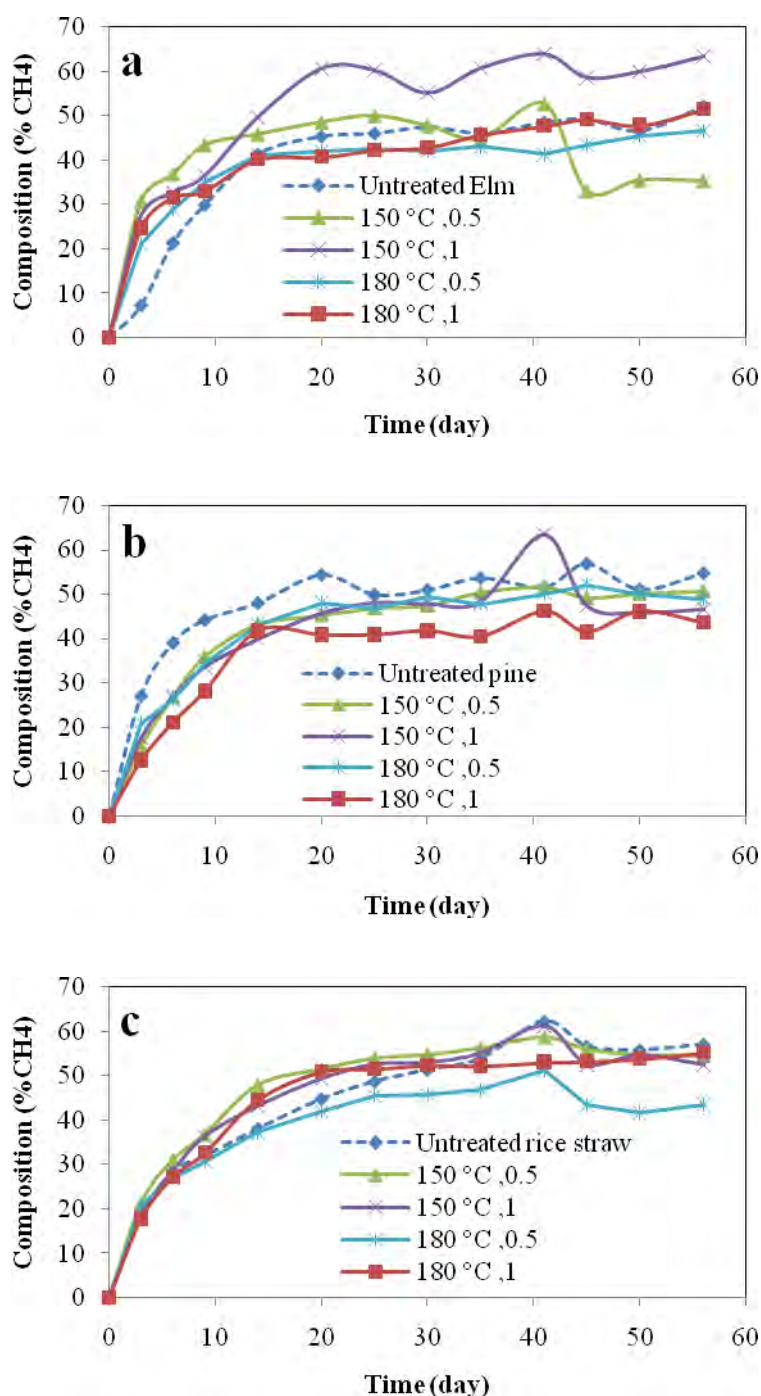 a
Composition (% CH4)
70
60
50
40
30
20
10
0
Untreated Elm
150 °C ,0.5
150 °C ,1
180 °C ,0.5
180 °C ,1
0 10 20 30 40 50 60
Time (day)
b
Composition (%CH4)
70
60
50
40
30
20
10
0
Untreated pine
150 °C ,0.5
150 °C ,1
180 °C ,0.5
180 °C ,1
0 10 20 30 40 50 60
Time (day)
c
Composition (%CH4)
70
60
50
40
30
20
10
0
Untreated rice straw
150 °C ,0.5
150 °C ,1
180 °C ,0.5
180 °C ,1
0 10 20 30 40 50 60
Time (day)